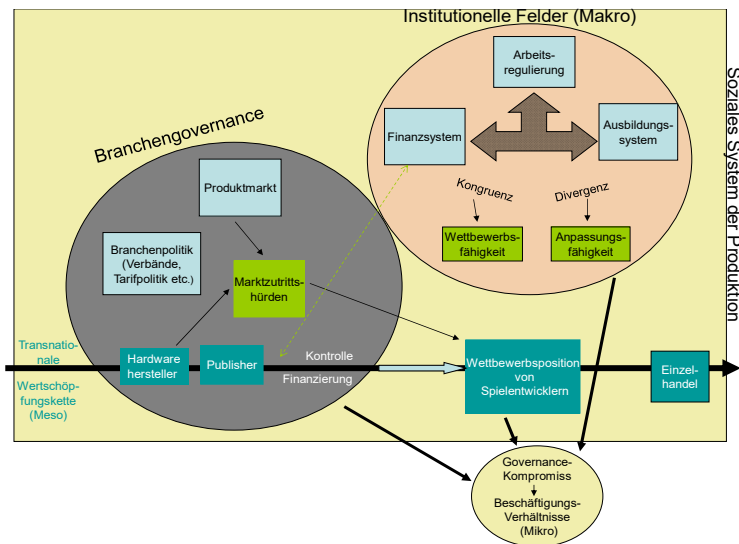 Institutionelle Felder (Makro)
Arbeits-
regulierung
Finanzsystem
Ausbildungs-
system
Kongruenz
Divergenz
Wettbewerbs-
fähigkeit
Anpassungs-
fähigkeit
Soziales System der Produktion
Branchengovernance
Produktmarkt
Branchenpolitik
(Verbände,
Tarifpolitik etc.)
Marktzutritts-
hürden
Transnatio-
nale
Wertschöp-
fungskette
(Meso)
Hardware
hersteller
Publisher
Kontrolle
Finanzierung
Wettbewerbsposition
von
Spielentwicklern
Einzel-
handel
Governance-
Kompromiss
Beschäftigungs-
Verhältnisse
(Mikro)